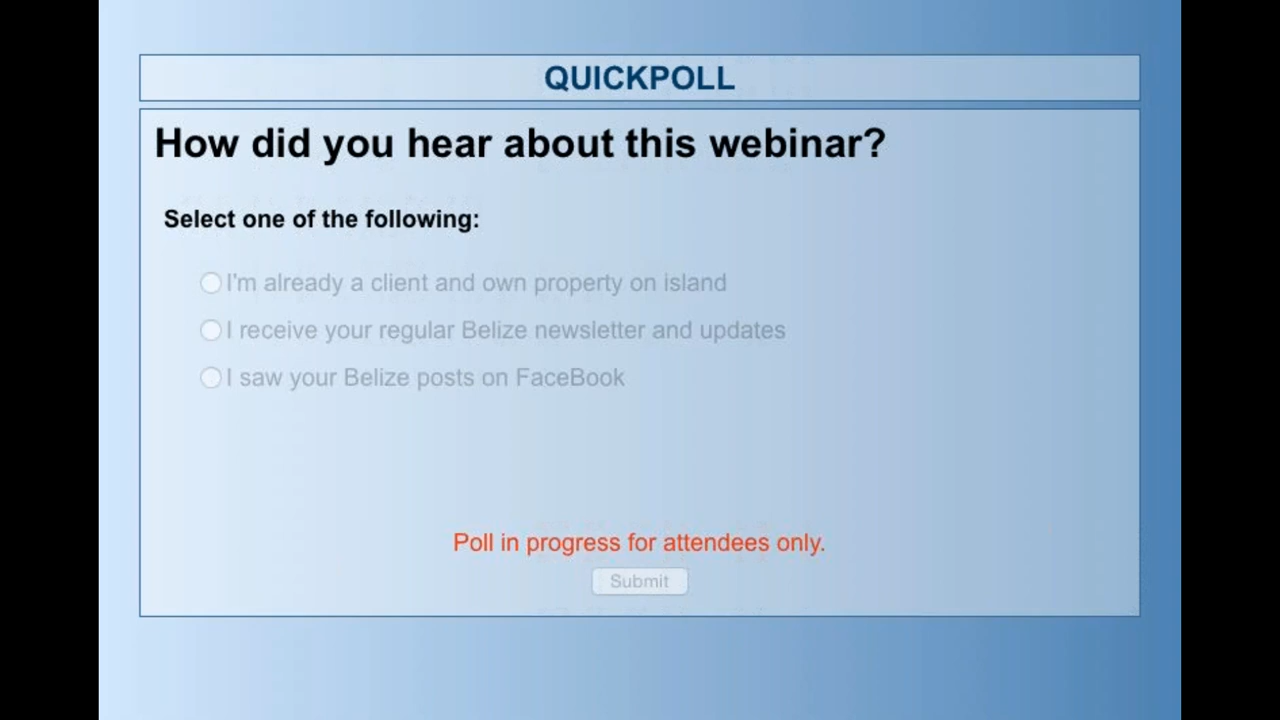 QUICKPOLL
How did you hear about this webinar?
Select one of the following:
I'm already a client and own property on island
I receive your regular Belize newsletter and updates
I saw your Belize posts on FaceBook
Poll in progress for attendees only.
Submit